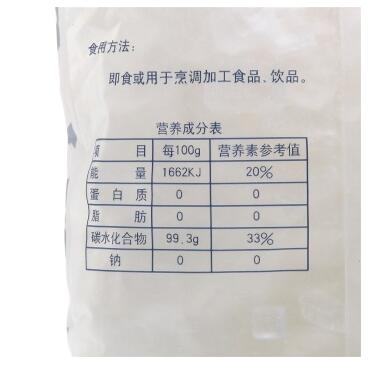 食用方法:
即食或用于烹调加工食品、饮品。
营养成分表
项 目 每100g 营养素参考值
能 量 1662KJ 20%
蛋 白 质 0 0
脂 肪 0 0
碳水化合物 99.3g 33%
钠 0 0